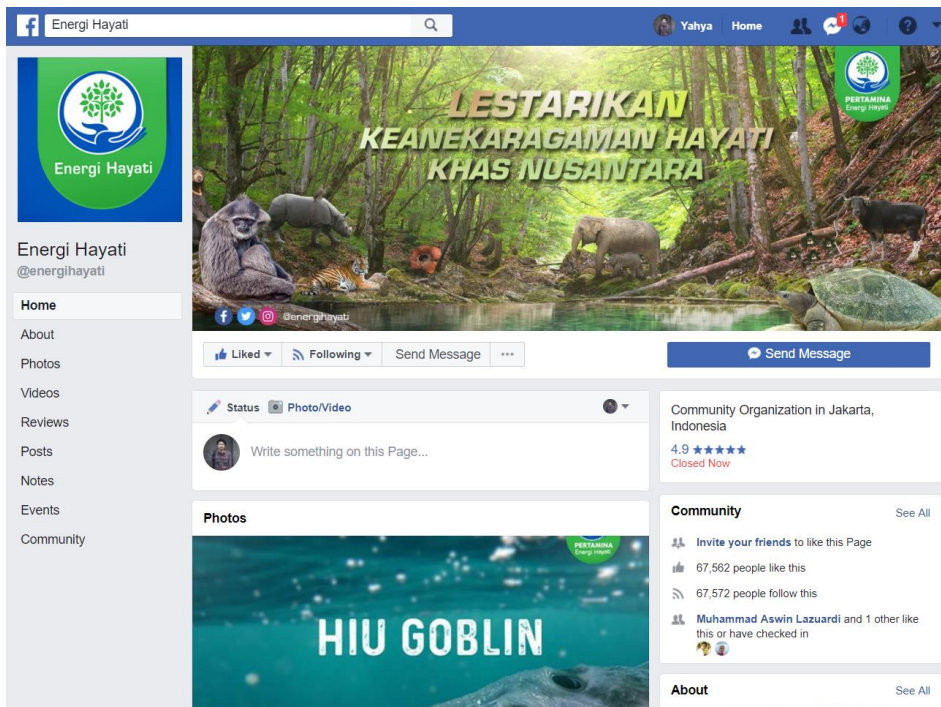 Energi Hayati
Yahya
Home
1
?
Energi Hayati
LESTARIKAN
KEANEKARAGAMAN HAYATI
KHAS NUSANTARA
PERTAMINA
Energi Hayati
@energihayati
Energi Hayati
@energihayati
Home
About
Photos
Videos
Reviews
Posts
Notes
Events
Community
Liked
Following
Send Message
Send Message
Status
Photo/Video
Write something on this Page...
Photos
PERTAMINA
Energi Hayati
HIU GOBLIN
Community Organization in Jakarta,
Indonesia
4.9 ★★★★★
Closed Now
Community
See All
Invite your friends to like this Page
67,562 people like this
67,572 people follow this
Muhammad Aswin Lazuardi and 1 other like
this or have checked in
About
See All